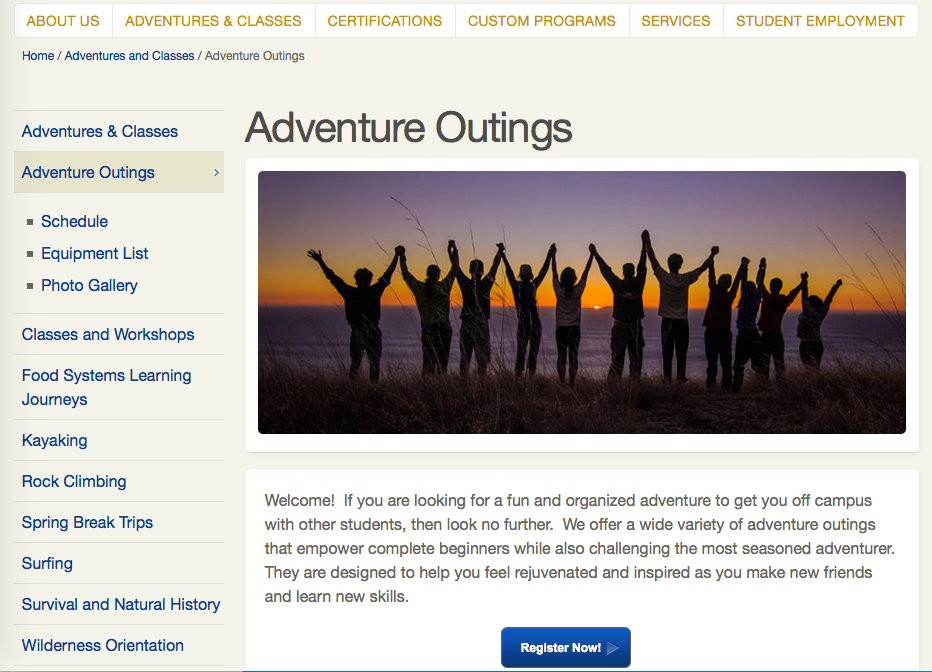 ABOUT US ADVENTURES & CLASSES CERTIFICATIONS CUSTOM PROGRAMS SERVICES STUDENT EMPLOYMENT
Home / Adventures and Classes / Adventure Outings
Adventures & Classes
Adventure Outings
Schedule
Equipment List
Photo Gallery
Classes and Workshops
Food Systems Learning
Journeys
Kayaking
Rock Climbing
Spring Break Trips
Surfing
Survival and Natural History
Wilderness Orientation
Adventure Outings
Welcome!  If you are looking for a fun and organized adventure to get you off campus
with other students, then look no further.  We offer a wide variety of adventure outings
that empower complete beginners while also challenging the most seasoned adventurer.
They are designed to help you feel rejuvenated and inspired as you make new friends
and learn new skills.
Register Now!